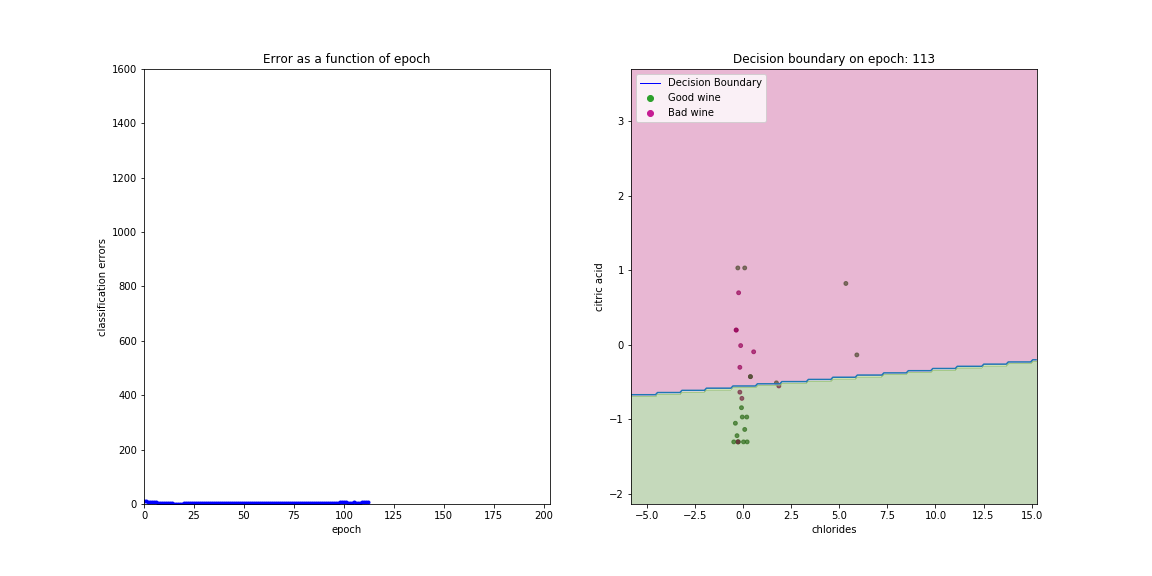 Error as a function of epoch
1600
1400
1200
1000
800
600
400
200
0
classification errors
0 25 50 75 100 125 150 175 200
epoch
Decision boundary on epoch: 113
Decision Boundary
Good wine
Bad wine
3
2
1
0
−1
−2
citric acid
−5.0 −2.5 0.0 2.5 5.0 7.5 10.0 12.5 15.0
chlorides